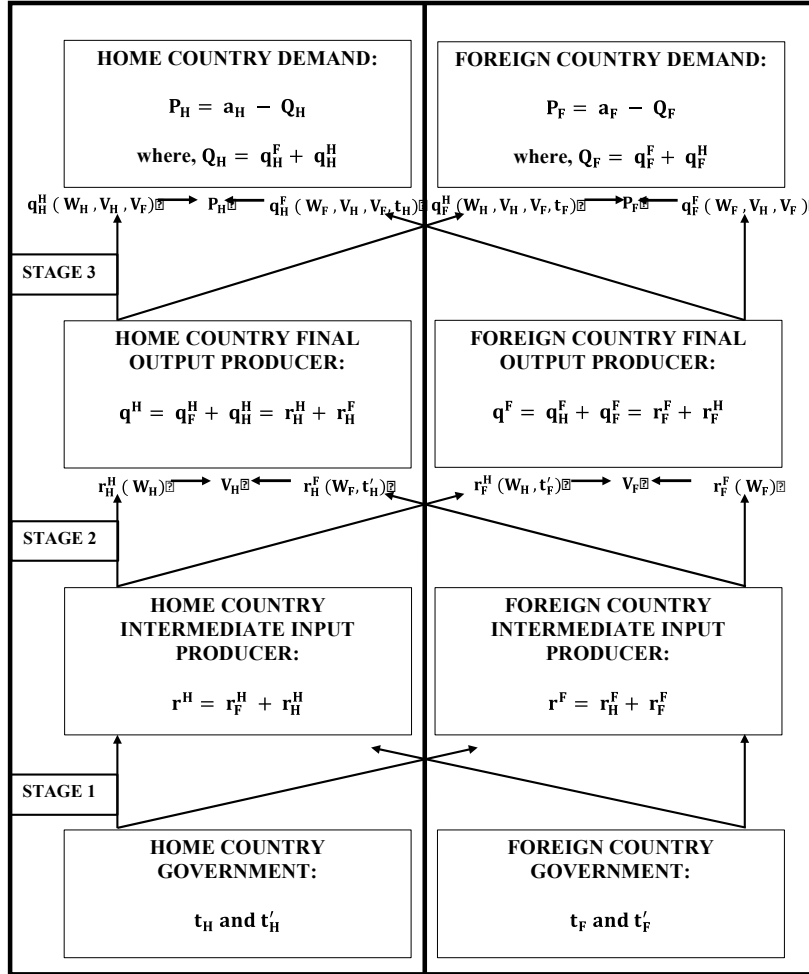 HOME COUNTRY DEMAND:
P_H = a_H − Q_H
where, Q_H = q_H^F + q_H^H
FOREIGN COUNTRY DEMAND:
P_F = a_F − Q_F
where, Q_F = q_F^F + q_F^H
q_H^H (W_H , V_H , V_F) P_H q_H^F (W_F, V_H, V_F, t_H)
q_F^H (W_H, V_H, V_F, t_F) P_F q_F^F (W_F, V_H, V_F)
STAGE 3
HOME COUNTRY FINAL
OUTPUT PRODUCER:
q^H = q_F^H + q_H^H = r_H^H + r_H^F
FOREIGN COUNTRY FINAL
OUTPUT PRODUCER:
q^F = q_H^F + q_F^F = r_F^F + r_F^H
r_H^H (W_H) V_H r_H^F (W_F, t'_H)
r_F^H (W_H, t'_F) V_F r_F^F (W_F)
STAGE 2
HOME COUNTRY
INTERMEDIATE INPUT
PRODUCER:
r^H = r_F^H + r_H^H
FOREIGN COUNTRY
INTERMEDIATE INPUT
PRODUCER:
r^F = r_H^F + r_F^F
STAGE 1
HOME COUNTRY
GOVERNMENT:
t_H and t'_H
FOREIGN COUNTRY
GOVERNMENT:
t_F and t'_F